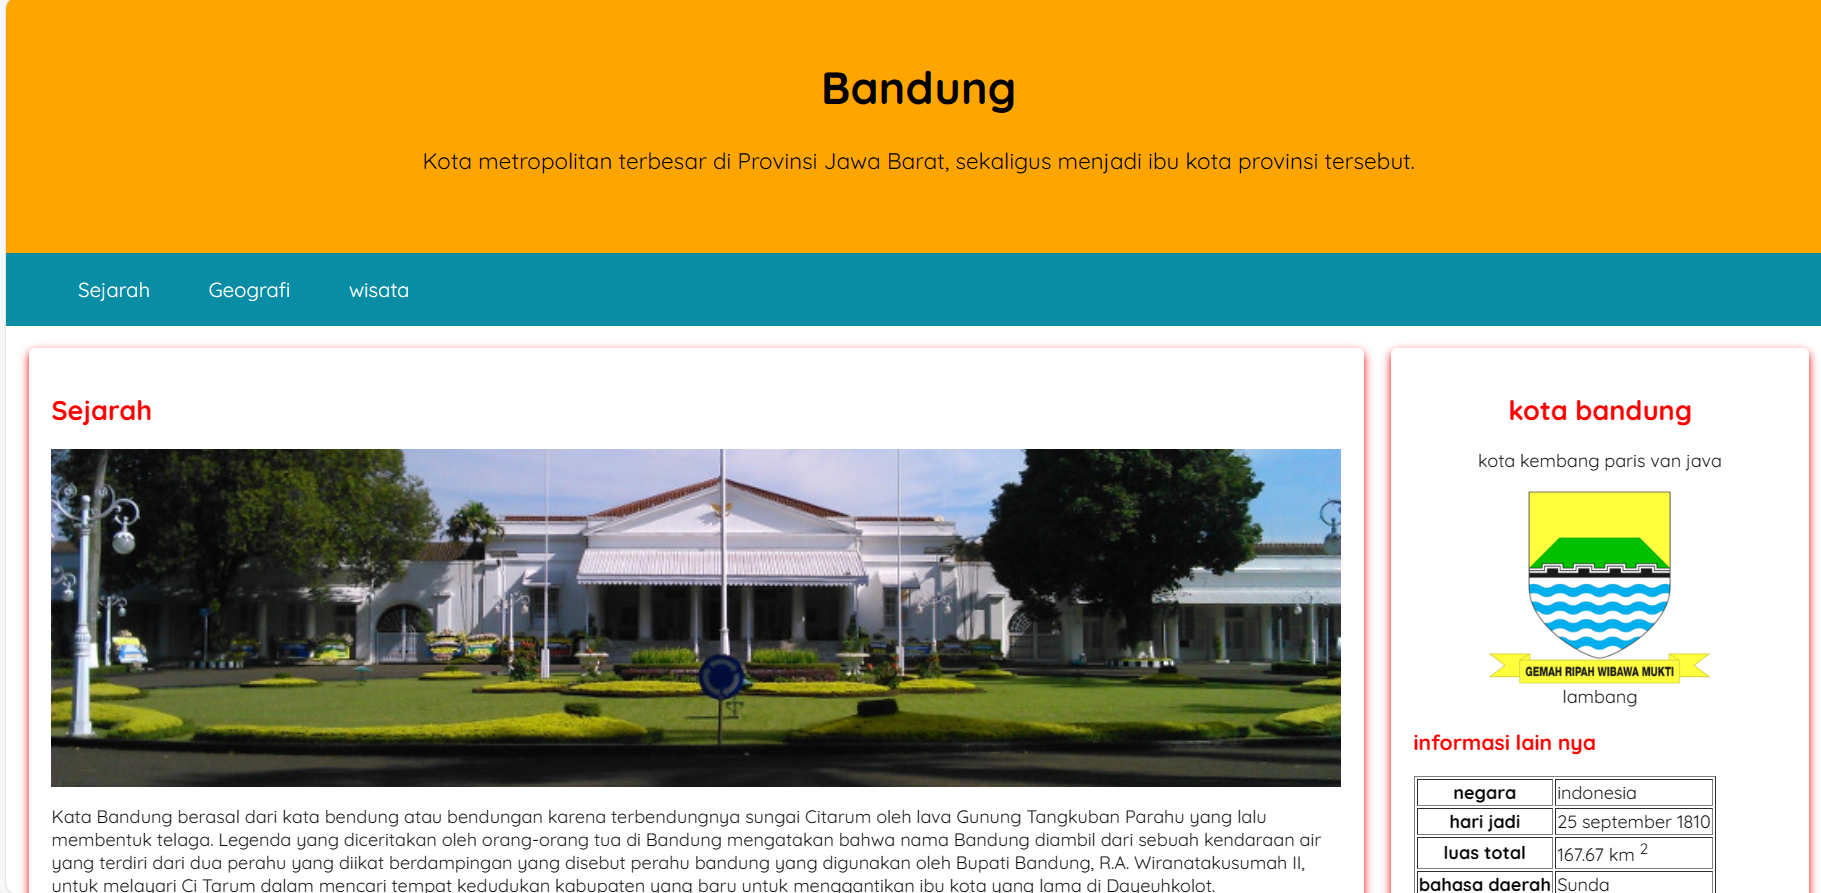 Bandung
Kota metropolitan terbesar di Provinsi Jawa Barat, sekaligus menjadi ibu kota provinsi tersebut.
Sejarah
Geografi
wisata
Sejarah
Kata Bandung berasal dari kata bendung atau bendungan karena terbendungnya sungai Citarum oleh lava Gunung Tangkuban Parahu yang lalu
membentuk telaga. Legenda yang diceritakan oleh orang-orang tua di Bandung mengatakan bahwa nama Bandung diambil dari sebuah kendaraan air
yang terdiri dari dua perahu yang diikat berdampingan yang disebut perahu bandung yang digunakan oleh Bupati Bandung, R.A. Wiranatakusumah II,
untuk melayari Ci Tarum dalam mencari tempat kedudukan kabupaten yang baru untuk menggantikan ibu kota yang lama di Dayeuhkolot.
kota bandung
kota kembang paris van java
GEMAH RIPAH WIBAWA MUKTI
lambang
informasi lain nya
negara indonesia
hari jadi 25 september 1810
luas total 167.67 km 2
bahasa daerah Sunda